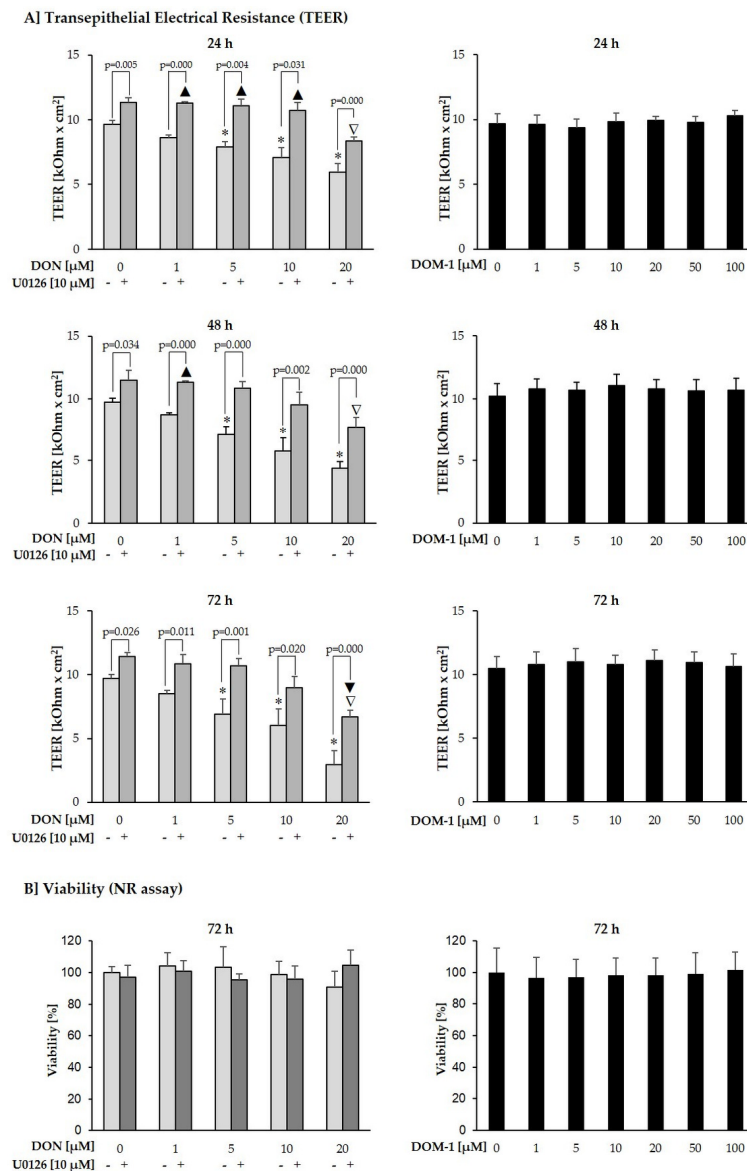 A] Transepithelial Electrical Resistance (TEER)
24 h
p=0.005 p=0.000 p=0.004 p=0.031 p=0.000
15
10
5
0
TEER [kOhm x cm²]
▲ ▲ ▲
* * * ▽
DON [µM] 0 1 5 10 20
U0126 [10 µM] - + - + - + - + - +
24 h
15
10
5
0
TEER [kOhm x cm²]
DOM-1 [µM] 0 1 5 10 20 50 100
48 h
p=0.034 p=0.000 p=0.000 p=0.002 p=0.000
15
10
5
0
TEER [kOhm x cm²]
▲
* * * ▽
DON [µM] 0 1 5 10 20
U0126 [10 µM] - + - + - + - + - +
48 h
15
10
5
0
TEER [kOhm x cm²]
DOM-1 [µM] 0 1 5 10 20 50 100
72 h
p=0.026 p=0.011 p=0.001 p=0.020 p=0.000
15
10
5
0
TEER [kOhm x cm²]
▼
* * * ▽
DON [µM] 0 1 5 10 20
U0126 [10 µM] - + - + - + - + - +
72 h
15
10
5
0
TEER [kOhm x cm²]
DOM-1 [µM] 0 1 5 10 20 50 100
B] Viability (NR assay)
72 h
120
100
80
60
40
20
0
Viability [%]
DON [µM] 0 1 5 10 20
U0126 [10 µM] - + - + - + - + - +
72 h
120
100
80
60
40
20
0
Viability [%]
DOM-1 [µM] 0 1 5 10 20 50 100